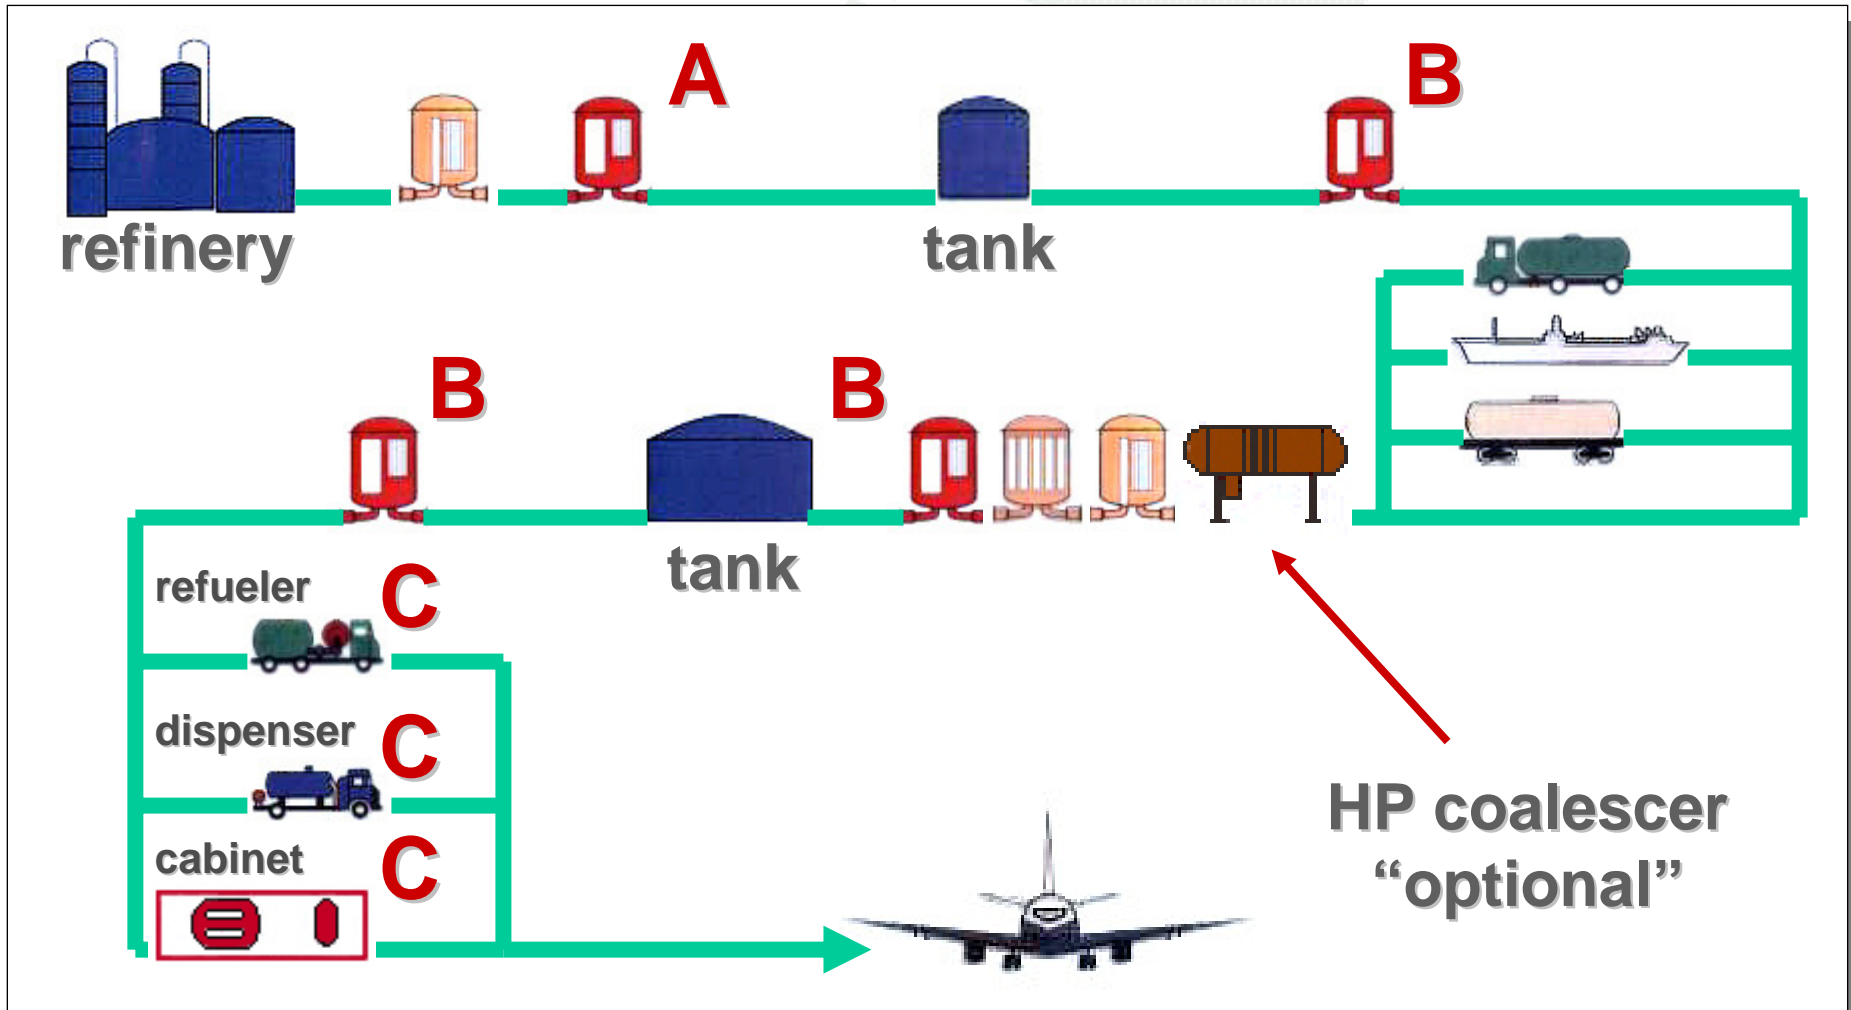 A
B
refinery
tank
B
B
tank
refueler
C
dispenser
C
cabinet
C
HP coalescer
“optional”